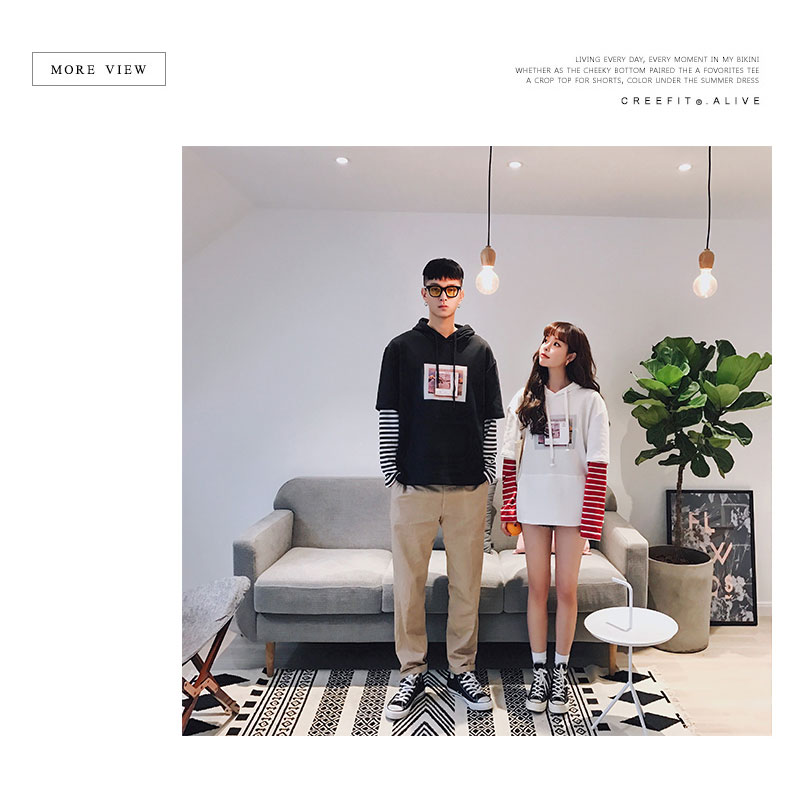 MORE VIEW
LIVING EVERY DAY, EVERY MOMENT IN MY BIKINI
WHETHER AS THE CHEEKY BOTTOM PAIRED THE A FOVORITES TEE
A CROP TOP FOR SHORTS, COLOR UNDER THE SUMMER DRESS
CREEFIT®.ALIVE